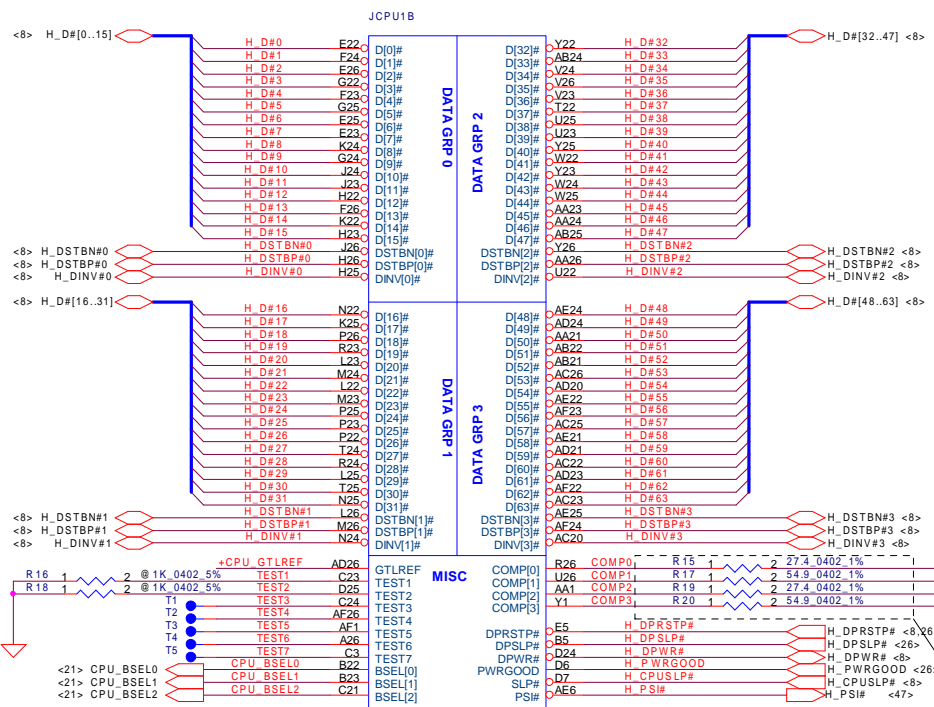 JCPU1B
<8> H_D#[0..15] H_D#[32..47] <8>
H_D#0 E22 D[0]# D[32]# Y22 H_D#32
H_D#1 F24 D[1]# D[33]# AB24 H_D#33
H_D#2 E26 D[2]# D[34]# V24 H_D#34
H_D#3 G22 D[3]# D[35]# V26 H_D#35
H_D#4 F23 D[4]# D[36]# V23 H_D#36
H_D#5 G25 D[5]# D[37]# T22 H_D#37
H_D#6 E25 D[6]# D[38]# U25 H_D#38
H_D#7 E23 D[7]# D[39]# U23 H_D#39
H_D#8 K24 D[8]# D[40]# Y25 H_D#40
H_D#9 G24 D[9]# D[41]# W22 H_D#41
H_D#10 J24 D[10]# D[42]# Y23 H_D#42
H_D#11 J23 D[11]# D[43]# W24 H_D#43
H_D#12 H22 D[12]# D[44]# W25 H_D#44
H_D#13 F26 D[13]# D[45]# AA23 H_D#45
H_D#14 K22 D[14]# D[46]# AA24 H_D#46
H_D#15 H23 D[15]# D[47]# AB25 H_D#47
<8> H_DSTBN#0 H_DSTBN#0 J26 DSTBN[0]# DSTBN[2]# Y26 H_DSTBN#2 H_DSTBN#2 <8>
<8> H_DSTBP#0 H_DSTBP#0 H26 DSTBP[0]# DSTBP[2]# AA26 H_DSTBP#2 H_DSTBP#2 <8>
<8> H_DINV#0 H_DINV#0 H25 DINV[0]# DINV[2]# U22 H_DINV#2 H_DINV#2 <8>
DATA GRP 0
DATA GRP 2
<8> H_D#[16..31] H_D#[48..63] <8>
H_D#16 N22 D[16]# D[48]# AE24 H_D#48
H_D#17 K25 D[17]# D[49]# AD24 H_D#49
H_D#18 P26 D[18]# D[50]# AA21 H_D#50
H_D#19 R23 D[19]# D[51]# AB22 H_D#51
H_D#20 L23 D[20]# D[52]# AB21 H_D#52
H_D#21 M24 D[21]# D[53]# AC26 H_D#53
H_D#22 L22 D[22]# D[54]# AD20 H_D#54
H_D#23 M23 D[23]# D[55]# AE22 H_D#55
H_D#24 P25 D[24]# D[56]# AF23 H_D#56
H_D#25 P23 D[25]# D[57]# AC25 H_D#57
H_D#26 P22 D[26]# D[58]# AE21 H_D#58
H_D#27 T24 D[27]# D[59]# AD21 H_D#59
H_D#28 R24 D[28]# D[60]# AC22 H_D#60
H_D#29 L25 D[29]# D[61]# AD23 H_D#61
H_D#30 T25 D[30]# D[62]# AF22 H_D#62
H_D#31 N25 D[31]# D[63]# AC23 H_D#63
<8> H_DSTBN#1 H_DSTBN#1 L26 DSTBN[1]# DSTBN[3]# AE25 H_DSTBN#3 H_DSTBN#3 <8>
<8> H_DSTBP#1 H_DSTBP#1 M26 DSTBP[1]# DSTBP[3]# AF24 H_DSTBP#3 H_DSTBP#3 <8>
<8> H_DINV#1 H_DINV#1 N24 DINV[1]# DINV[3]# AC20 H_DINV#3 H_DINV#3 <8>
DATA GRP 1
DATA GRP 3
MISC
+CPU_GTLREF AD26 GTLREF COMP[0] R26 COMP0 R15 1 2 27.4_0402_1%
R16 1 2 @1K_0402_5% TEST1 C23 TEST1 COMP[1] U26 COMP1 R17 1 2 54.9_0402_1%
R18 1 2 @1K_0402_5% TEST2 D25 TEST2 COMP[2] AA1 COMP2 R19 1 2 27.4_0402_1%
T1 TEST3 C24 TEST3 COMP[3] Y1 COMP3 R20 1 2 54.9_0402_1%
T2 TEST4 AF26 TEST4
T3 TEST5 AF1 TEST5 DPRSTP# E5 H_DPRSTP# H_DPRSTP# <8,26
T4 TEST6 A26 TEST6 DPSLP# B5 H_DPSLP# H_DPSLP# <26>
T5 TEST7 C3 TEST7 DPWR# D24 H_DPWR# H_DPWR# <8>
<21> CPU_BSEL0 CPU_BSEL0 B22 BSEL[0] PWRGOOD D6 H_PWRGOOD H_PWRGOOD <26>
<21> CPU_BSEL1 CPU_BSEL1 B23 BSEL[1] SLP# D7 H_CPUSLP# H_CPUSLP# <8>
<21> CPU_BSEL2 CPU_BSEL2 C21 BSEL[2] PSI# AE6 H_PSI# H_PSI# <47>